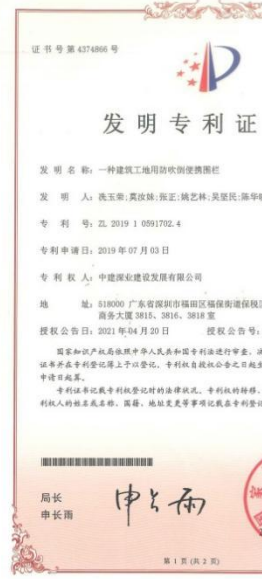 证书号第4374866号
发明专利证
发明名称：一种建筑工地用防吹倒便携围栏
发明人：冼玉荣;莫汝妹;张正;姚艺林;吴坚民;陈华
专利号：ZL 2019 1 0591702.4
专利申请日：2019年07月03日
专利权人：中建深业建设发展有限公司
地址：518000 广东省深圳市福田区福保街道保税区
商务大厦3815、3816、3818室
授权公告日：2021年04月20日 授权公告号：
国家知识产权局依照中华人民共和国专利法进行审查，决
证书并在专利登记簿上予以登记。专利权自授权公告之日起生
申请日起算。
专利证书记载专利权登记时的法律状况。专利权的转移、
利权人的姓名或名称、国籍、地址变更等事项记载在专利登记
局长
申长雨
申长雨
第1页(共2页)